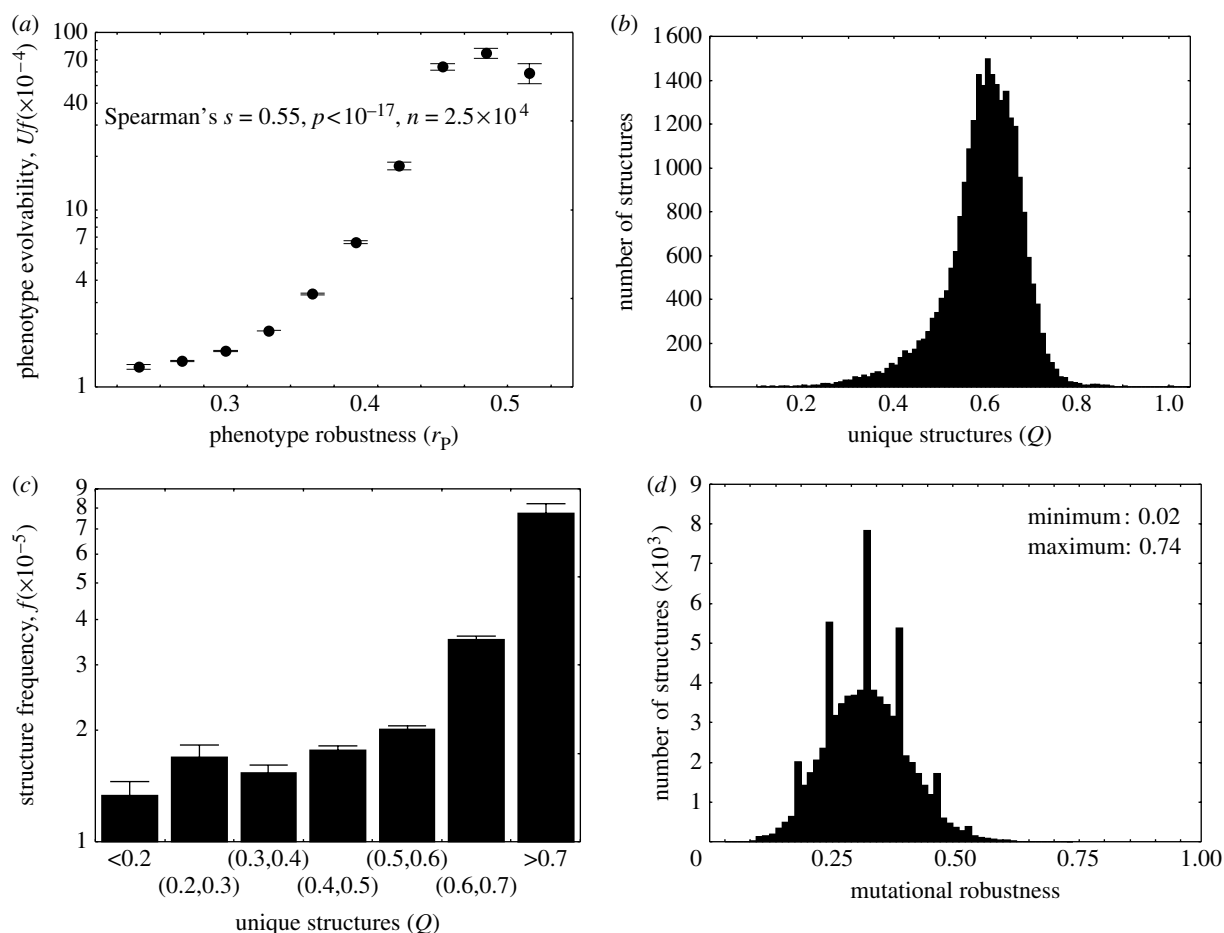 (a)
100
70
40
10
7
4
1
phenotype evolvability, Uf(×10−4)
Spearman's s = 0.55, p<10−17, n = 2.5×10^4
0.3 0.4 0.5
phenotype robustness (rP)
(b)
1600
1400
1200
1000
800
600
400
200
number of structures
0 0.2 0.4 0.6 0.8 1.0
unique structures (Q)
(c)
9
8
7
6
5
4
3
2
1
structure frequency, f(×10−5)
<0.2 (0.3,0.4) (0.5,0.6) >0.7
(0.2,0.3) (0.4,0.5) (0.6,0.7)
unique structures (Q)
(d)
9
8
7
6
5
4
3
2
1
number of structures (×10^3)
minimum: 0.02
maximum: 0.74
0 0.25 0.50 0.75 1.00
mutational robustness